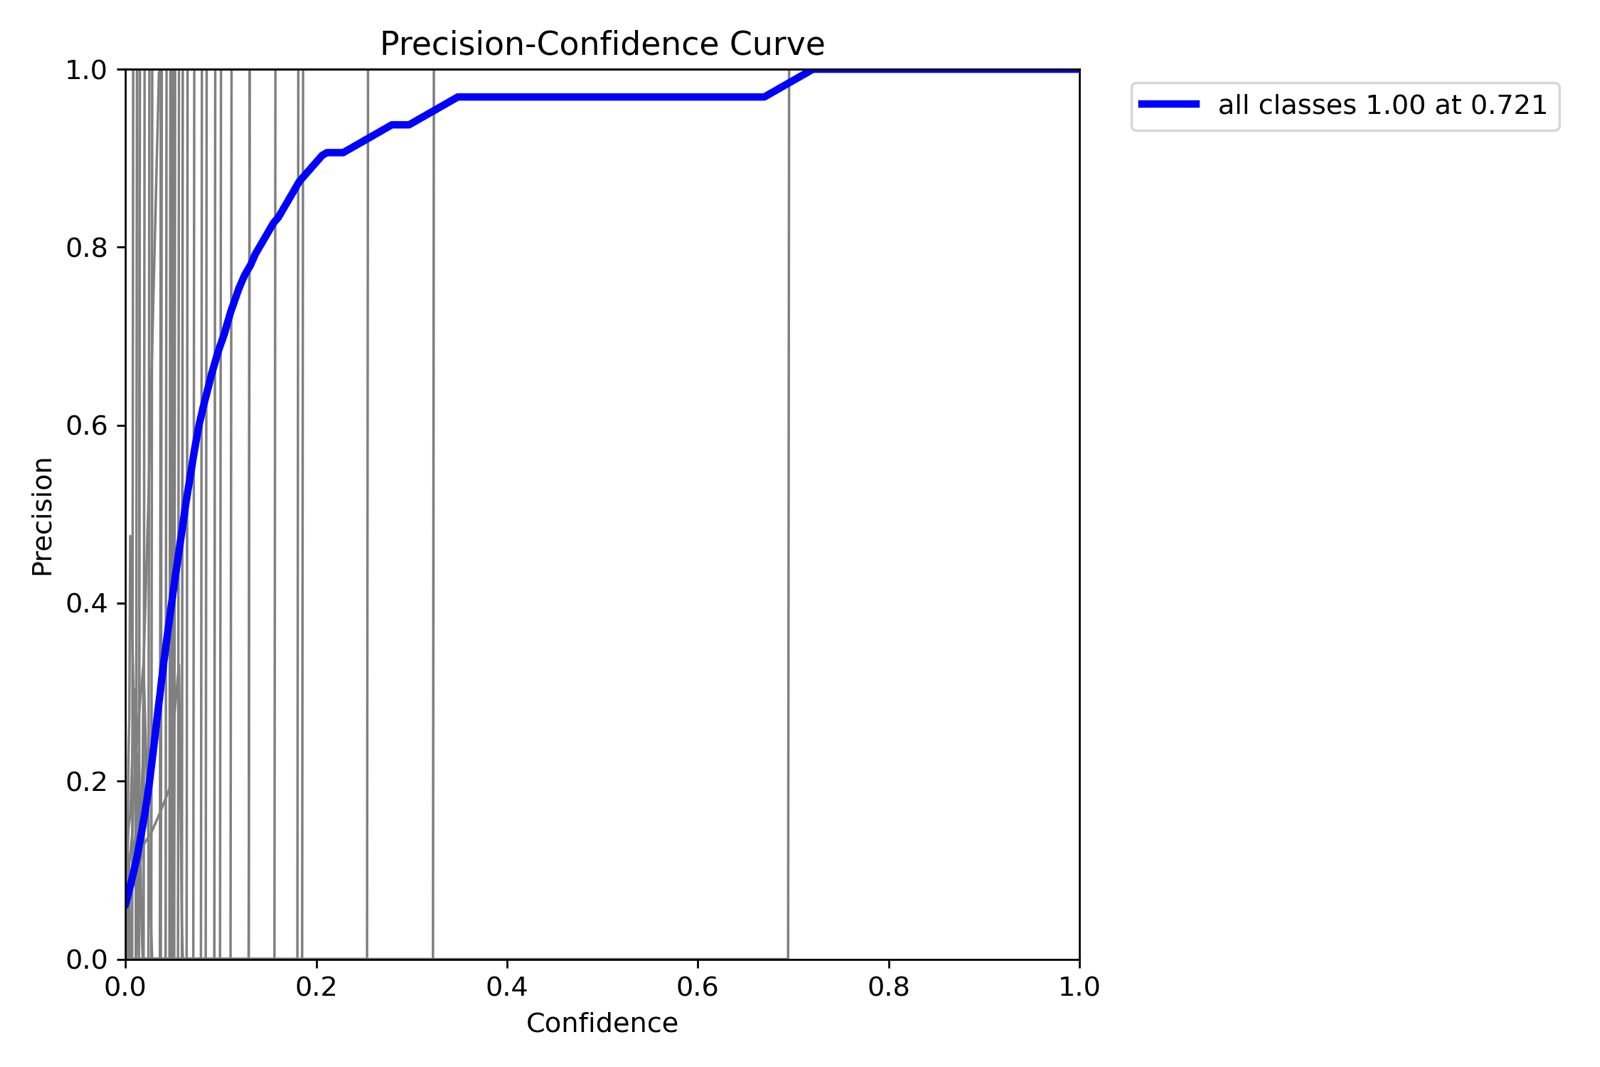 Precision-Confidence Curve
all classes 1.00 at 0.721
1.0
0.8
0.6
0.4
0.2
0.0
Precision
0.0 0.2 0.4 0.6 0.8 1.0
Confidence